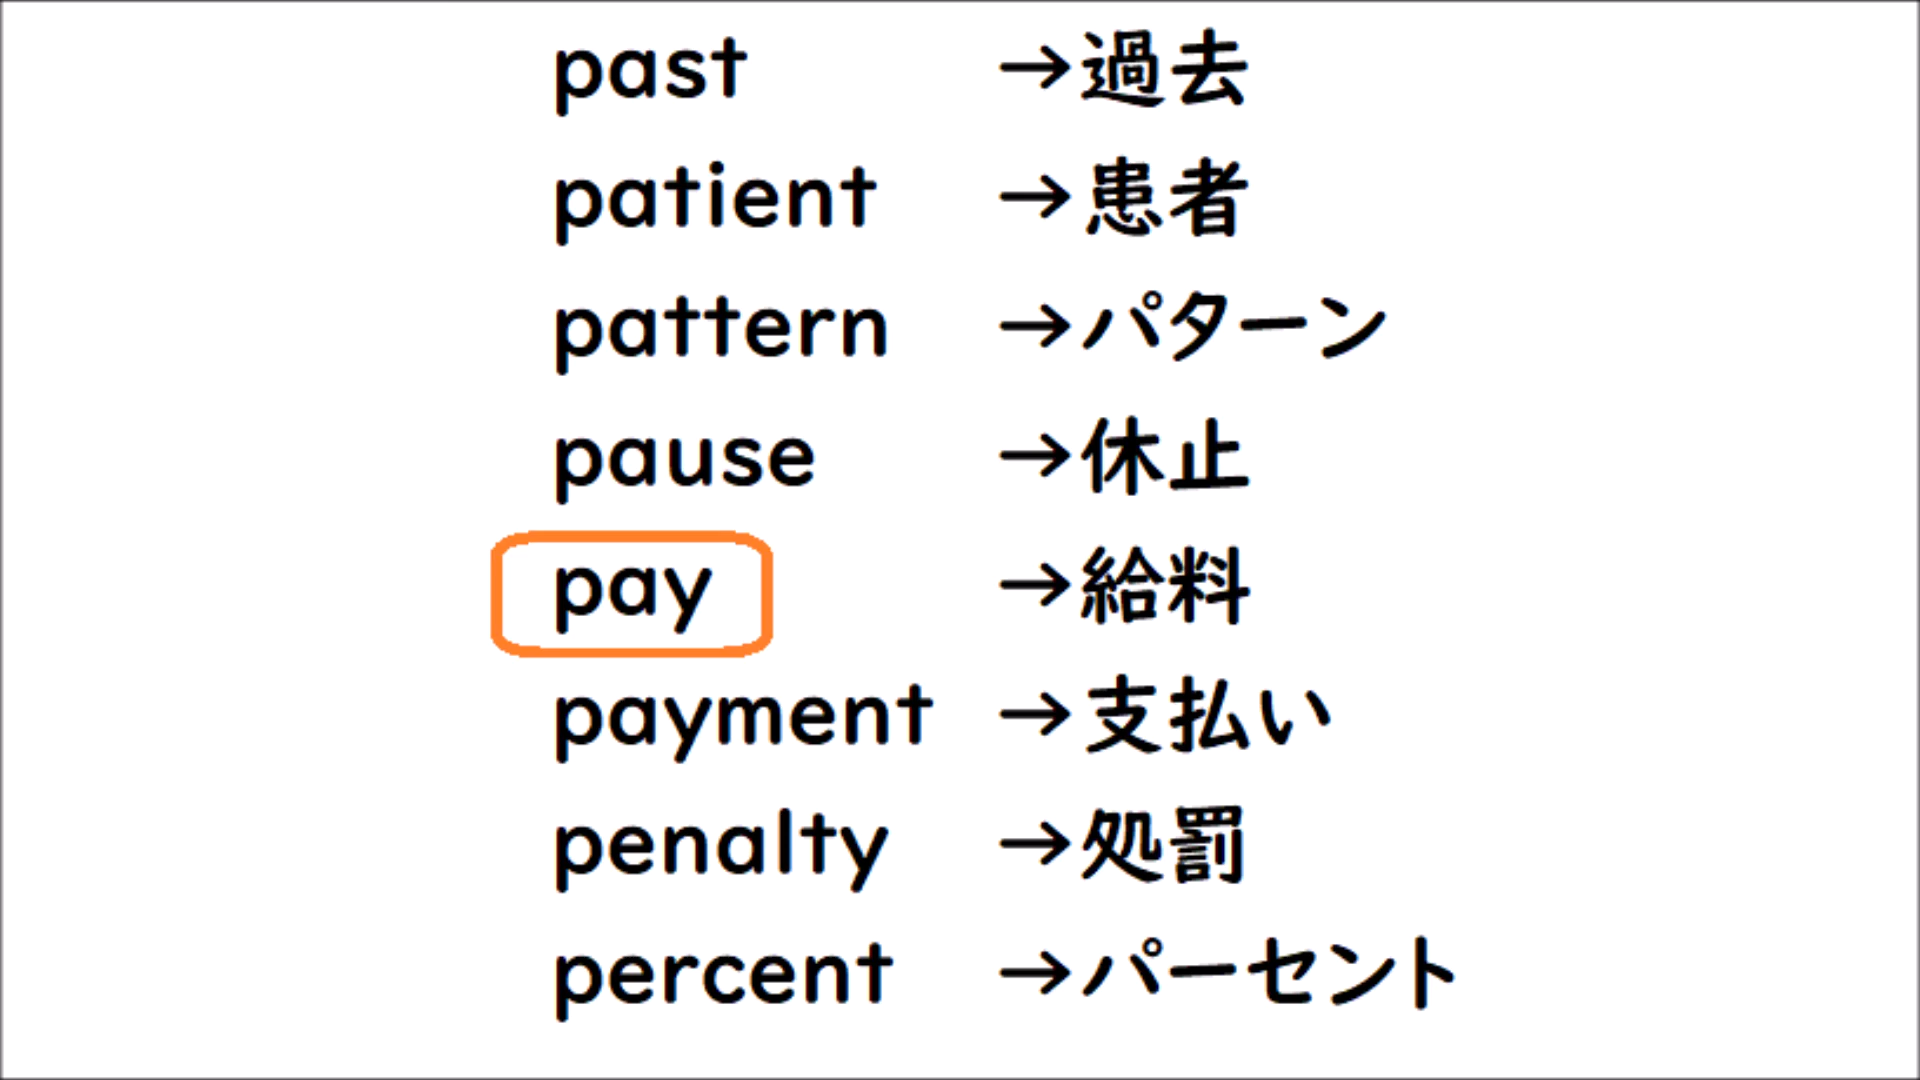 past →過去
patient →患者
pattern →パターン
pause →休止
pay →給料
payment →支払い
penalty →処罰
percent →パーセント